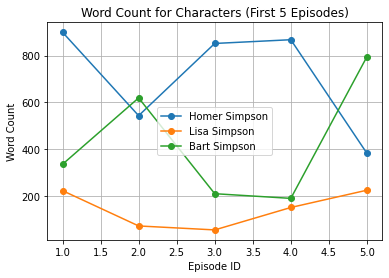 Word Count for Characters (First 5 Episodes)
800
600
400
200
Word Count
Homer Simpson
Lisa Simpson
Bart Simpson
1.0 1.5 2.0 2.5 3.0 3.5 4.0 4.5 5.0
Episode ID